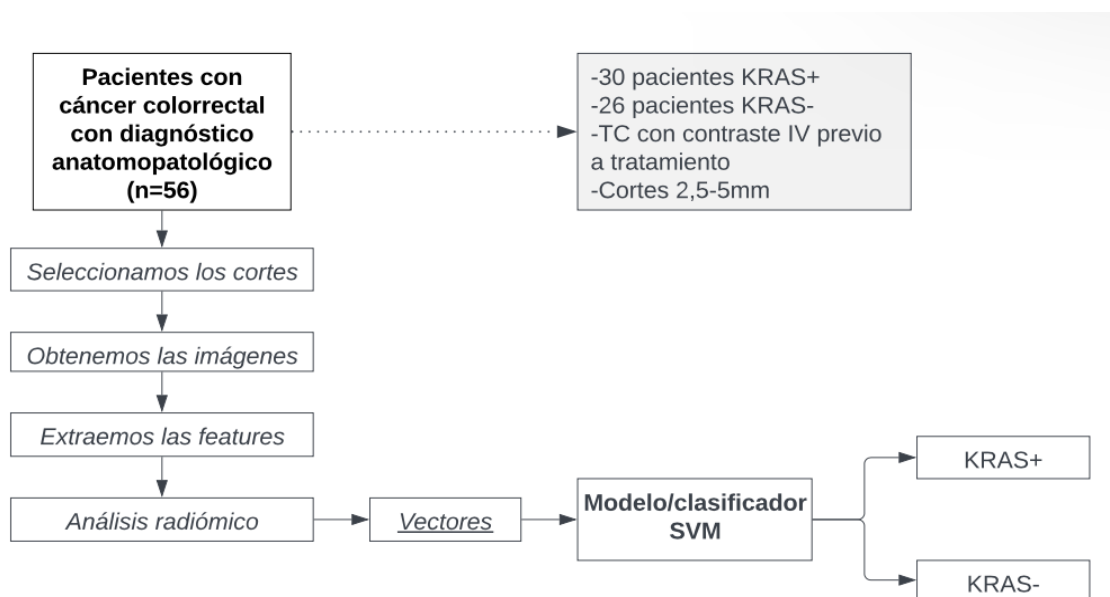 Pacientes con
cáncer colorrectal
con diagnóstico
anatomopatológico
(n=56)
-30 pacientes KRAS+
-26 pacientes KRAS-
-TC con contraste IV previo
a tratamiento
-Cortes 2,5-5mm
Seleccionamos los cortes
Obtenemos las imágenes
Extraemos las features
Análisis radiómico
Vectores
Modelo/clasificador
SVM
KRAS+
KRAS-